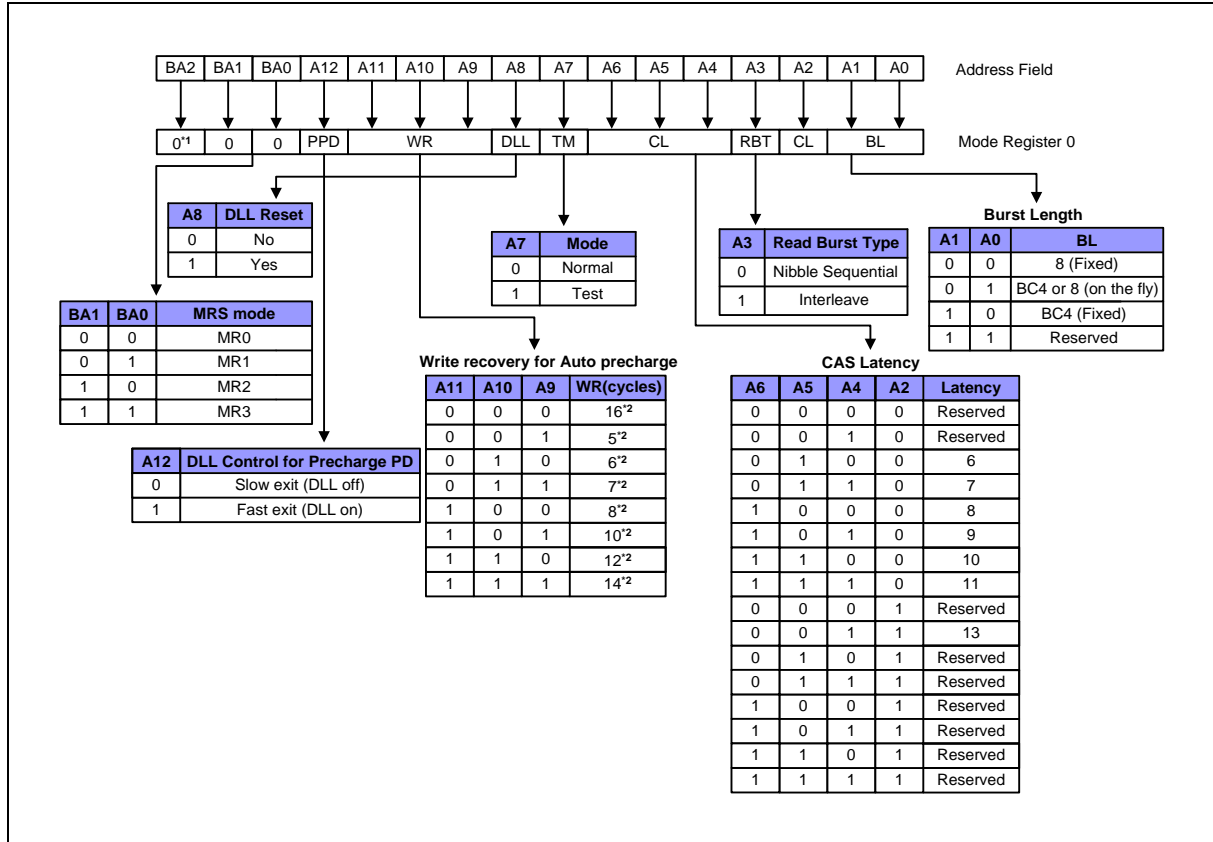 BA2 BA1 BA0 A12 A11 A10 A9 A8 A7 A6 A5 A4 A3 A2 A1 A0 Address Field
0*1 0 0 PPD WR DLL TM CL RBT CL BL Mode Register 0
A8 DLL Reset
0 No
1 Yes
A7 Mode
0 Normal
1 Test
A3 Read Burst Type
0 Nibble Sequential
1 Interleave
Burst Length
A1 A0 BL
0 0 8 (Fixed)
0 1 BC4 or 8 (on the fly)
1 0 BC4 (Fixed)
1 1 Reserved
BA1 BA0 MRS mode
0 0 MR0
0 1 MR1
1 0 MR2
1 1 MR3
A12 DLL Control for Precharge PD
0 Slow exit (DLL off)
1 Fast exit (DLL on)
Write recovery for Auto precharge
A11 A10 A9 WR(cycles)
0 0 0 16*2
0 0 1 5*2
0 1 0 6*2
0 1 1 7*2
1 0 0 8*2
1 0 1 10*2
1 1 0 12*2
1 1 1 14*2
CAS Latency
A6 A5 A4 A2 Latency
0 0 0 0 Reserved
0 0 1 0 Reserved
0 1 0 0 6
0 1 1 0 7
1 0 0 0 8
1 0 1 0 9
1 1 0 0 10
1 1 1 0 11
0 0 0 1 Reserved
0 0 1 1 13
0 1 0 1 Reserved
0 1 1 1 Reserved
1 0 0 1 Reserved
1 0 1 1 Reserved
1 1 0 1 Reserved
1 1 1 1 Reserved